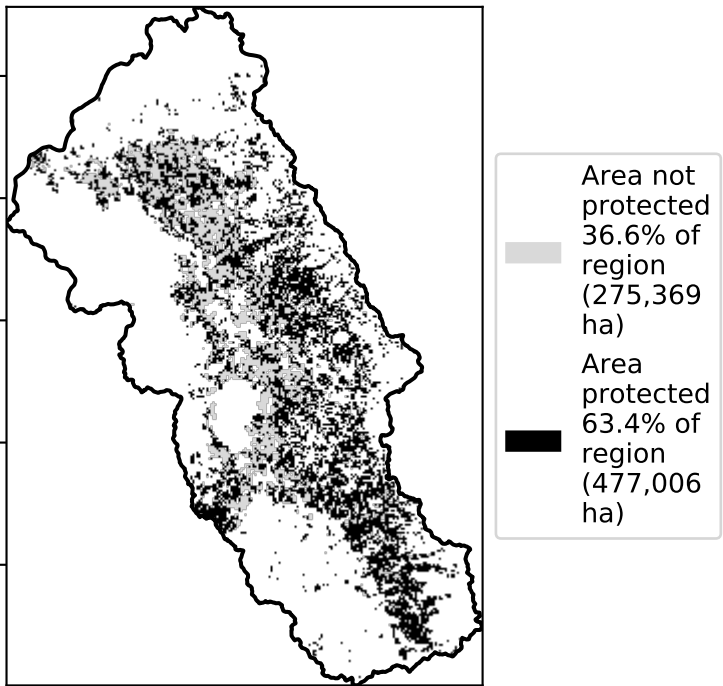 Area not
protected
36.6% of
region
(275,369
ha)
Area
protected
63.4% of
region
(477,006
ha)